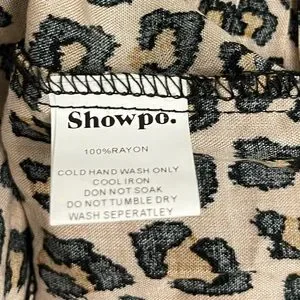 Showpo.
100%RAYON
COLD HAND WASH ONLY
COOL IRON
DON NOT SOAK
DO NOT TUMBLE DRY
WASH SEPERATLEY